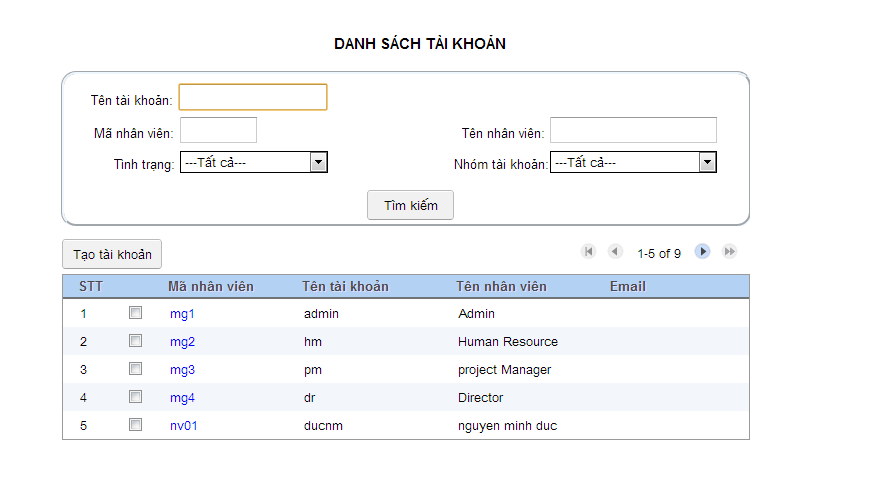 DANH SÁCH TÀI KHOẢN
Tên tài khoản:
Mã nhân viên: Tên nhân viên:
Tình trạng: ---Tất cả--- Nhóm tài khoản: ---Tất cả---
Tìm kiếm
Tạo tài khoản 1-5 of 9
STT Mã nhân viên Tên tài khoản Tên nhân viên Email
1 mg1 admin Admin
2 mg2 hm Human Resource
3 mg3 pm project Manager
4 mg4 dr Director
5 nv01 ducnm nguyen minh duc